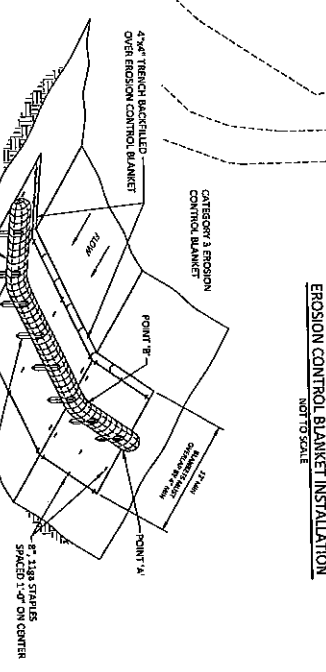 EROSION CONTROL BLANKET INSTALLATION
NOT TO SCALE
4"x4" TRENCH BACKFILLED
OVER EROSION CONTROL BLANKET
CATEGORY 3 EROSION
CONTROL BLANKET
FLOW
POINT 'B'
BLANKETS MUST
OVERLAP BY 4" MIN
POINT 'A'
8", 11ga STAPLES
SPACED 1'-0" ON CENTER